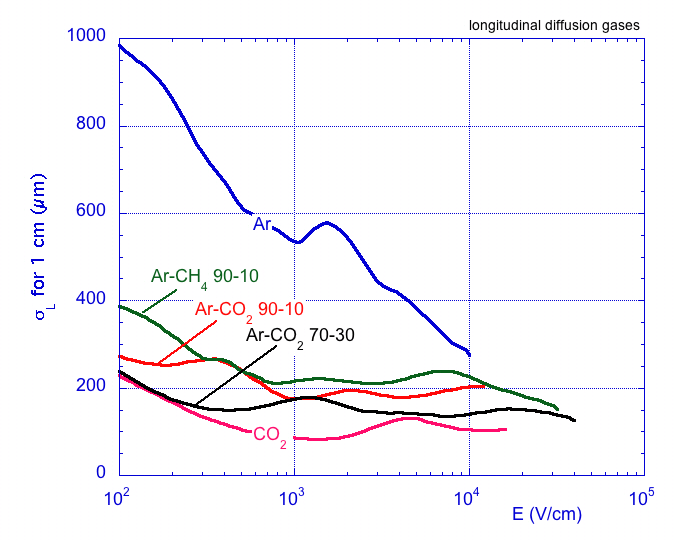 longitudinal diffusion gases
1000
800
600
400
200
0
σL for 1 cm (μm)
Ar
Ar-CH4 90-10
Ar-CO2 90-10
Ar-CO2 70-30
CO2
10^2 10^3 10^4 10^5
E (V/cm)